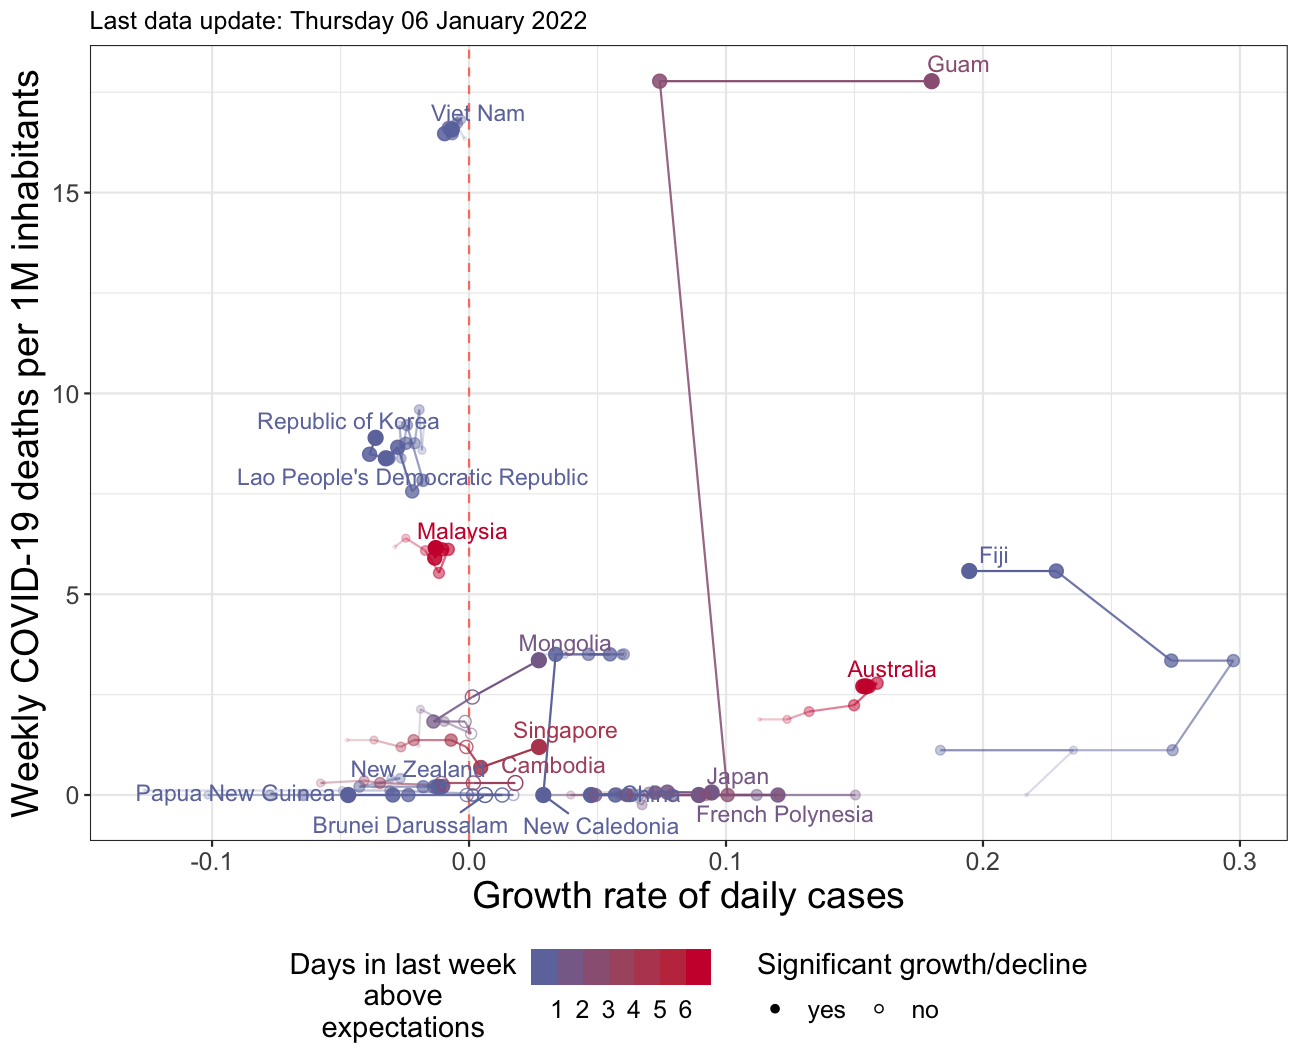 Last data update: Thursday 06 January 2022
Weekly COVID-19 deaths per 1M inhabitants
15
10
5
0
Guam
Viet Nam
Republic of Korea
Lao People's Democratic Republic
Malaysia
Fiji
Mongolia
Australia
Singapore
Cambodia
New Zealand
Japan
Papua New Guinea
China
French Polynesia
Brunei Darussalam
New Caledonia
-0.1
0.0
0.1
0.2
0.3
Growth rate of daily cases
Days in last week
above
expectations
1 2 3 4 5 6
Significant growth/decline
yes
no